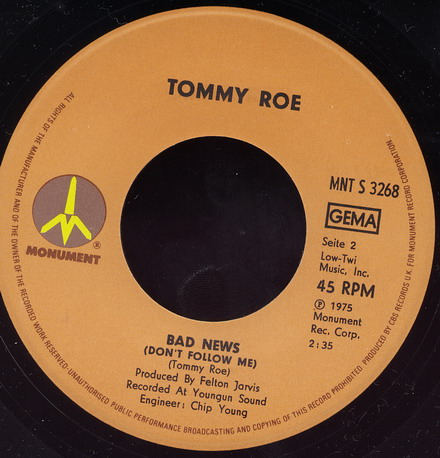 TOMMY ROE
MNT S 3268
GEMA
Seite 2
Low-Twi
Music, Inc.
45 RPM
Ⓟ 1975
Monument
Rec. Corp.
2:35
MONUMENT ®
BAD NEWS
(DON'T FOLLOW ME)
(Tommy Roe)
Produced By Felton Jarvis
Recorded At Youngun Sound
Engineer: Chip Young
ALL RIGHTS OF THE MANUFACTURER AND OF THE OWNER OF THE RECORDED WORK RESERVED-UNAUTHORISED PUBLIC PERFORMANCE BROADCASTING AND COPYING OF THIS RECORD PROHIBITED. PRODUCED BY CBS RECORDS U.K. FOR MONUMENT RECORD CORPORATION.